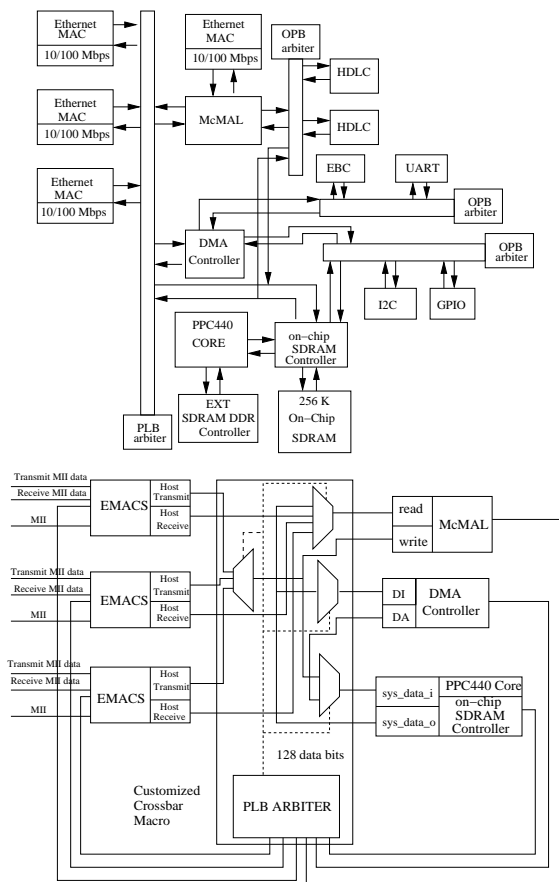 Ethernet
MAC
10/100 Mbps
Ethernet
MAC
10/100 Mbps
OPB
arbiter
HDLC
Ethernet
MAC
10/100 Mbps
McMAL
HDLC
Ethernet
MAC
10/100 Mbps
EBC
UART
OPB
arbiter
DMA
Controller
OPB
arbiter
I2C
GPIO
PPC440
CORE
on-chip
SDRAM
Controller
EXT
SDRAM DDR
Controller
256 K
On-Chip
SDRAM
PLB
arbiter
Transmit MII data
Receive MII data
MII
EMACS
Host
Transmit
Host
Receive
read
write
McMAL
Transmit MII data
Receive MII data
MII
EMACS
Host
Transmit
Host
Receive
DI
DA
DMA
Controller
Transmit MII data
Receive MII data
MII
EMACS
Host
Transmit
Host
Receive
sys_data_i
sys_data_o
PPC440 Core
on-chip
SDRAM
Controller
128 data bits
Customized
Crossbar
Macro
PLB ARBITER